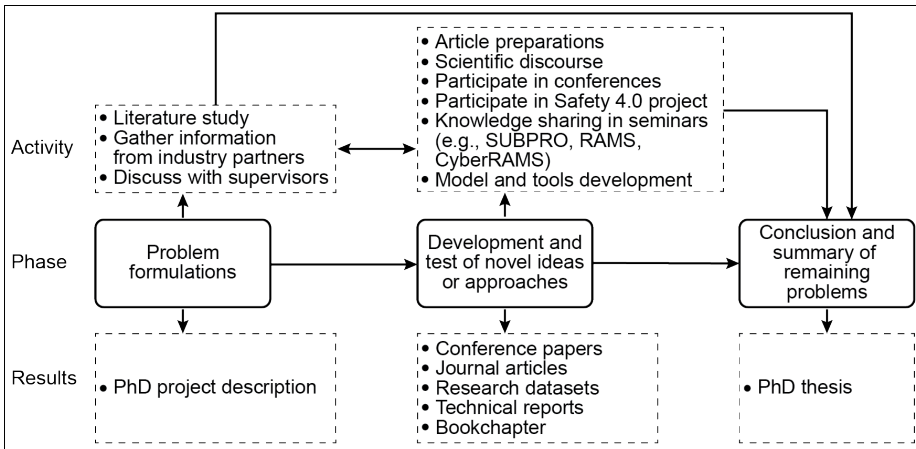 Activity
• Literature study
• Gather information
from industry partners
• Discuss with supervisors
• Article preparations
• Scientific discourse
• Participate in conferences
• Participate in Safety 4.0 project
• Knowledge sharing in seminars
(e.g., SUBPRO, RAMS,
CyberRAMS)
• Model and tools development
Phase
Problem
formulations
Development and
test of novel ideas
or approaches
Conclusion and
summary of
remaining
problems
Results
• PhD project description
• Conference papers
• Journal articles
• Research datasets
• Technical reports
• Bookchapter
• PhD thesis